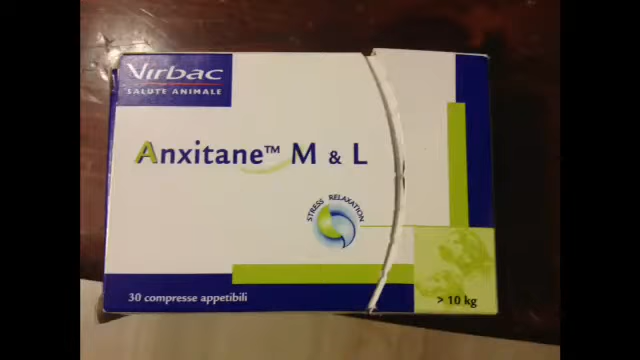 Virbac
SALUTE ANIMALE
Anxitane™ M & L
STRESS RELAXATION
30 compresse appetibili
> 10 kg